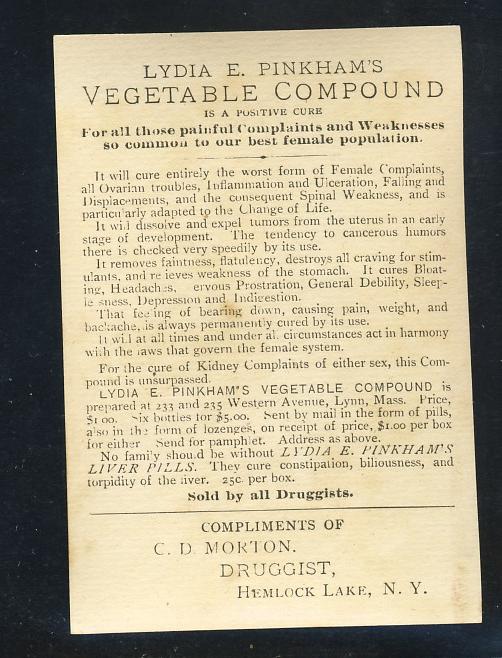 LYDIA E. PINKHAM'S
VEGETABLE COMPOUND
IS A POSITIVE CURE
For all those painful Complaints and Weaknesses
so common to our best female population.
It will cure entirely the worst form of Female Complaints,
all Ovarian troubles, Inflammation and Ulceration, Falling and
Displacements, and the consequent Spinal Weakness, and is
particularly adapted to the Change of Life.
It will dissolve and expel tumors from the uterus in an early
stage of development. The tendency to cancerous humors
there is checked very speedily by its use.
It removes faintness, flatulency, destroys all craving for stim-
ulants, and relieves weakness of the stomach. It cures Bloat-
ing, Headaches, ervous Prostration, General Debility, Sleep-
lessness, Depression and Indigestion.
That feeling of bearing down, causing pain, weight, and
backache, is always permanently cured by its use.
It will at all times and under all circumstances act in harmony
with the laws that govern the female system.
For the cure of Kidney Complaints of either sex, this Com-
pound is unsurpassed.
LYDIA E. PINKHAM'S VEGETABLE COMPOUND is
prepared at 233 and 235 Western Avenue, Lynn, Mass. Price,
$1.00. Six bottles for $5.00. Sent by mail in the form of pills,
also in the form of lozenges, on receipt of price, $1.00 per box
for either Send for pamphlet. Address as above.
No family should be without LYDIA E. PINKHAM'S
LIVER PILLS. They cure constipation, biliousness, and
torpidity of the liver. 25c. per box.
Sold by all Druggists.
COMPLIMENTS OF
C. D. MORTON.
DRUGGIST,
HEMLOCK LAKE, N. Y.